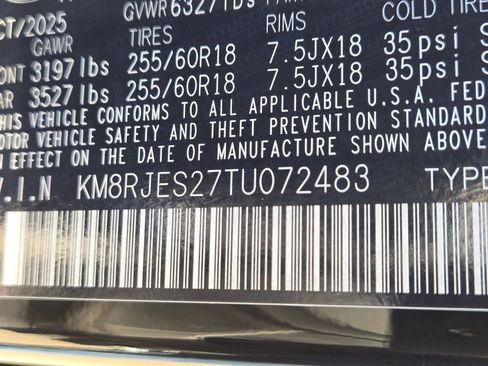 GVWR 6327 lbs
CT/2025 TIRES RIMS COLD TIRE
GAWR
ONT 3197 lbs 255/60R18 7.5JX18 35psi S
AR 3527 lbs 255/60R18 7.5JX18 35psi S
THIS VEHICLE CONFORMS TO ALL APPLICABLE U.S.A. FED
MOTOR VEHICLE SAFETY AND THEFT PREVENTION STANDARD
IN EFFECT ON THE DATE OF MANUFACTURE SHOWN ABOVE.
V.I.N KM8RJES27TU072483 TYPE